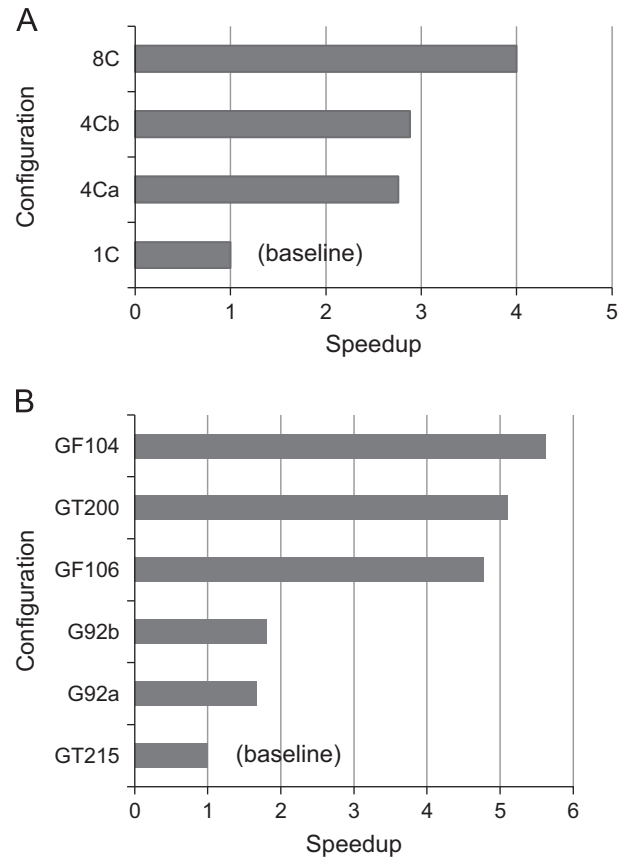 A
Configuration
8C
4Cb
4Ca
1C (baseline)
0 1 2 3 4 5
Speedup
B
Configuration
GF104
GT200
GF106
G92b
G92a
GT215 (baseline)
0 1 2 3 4 5 6
Speedup